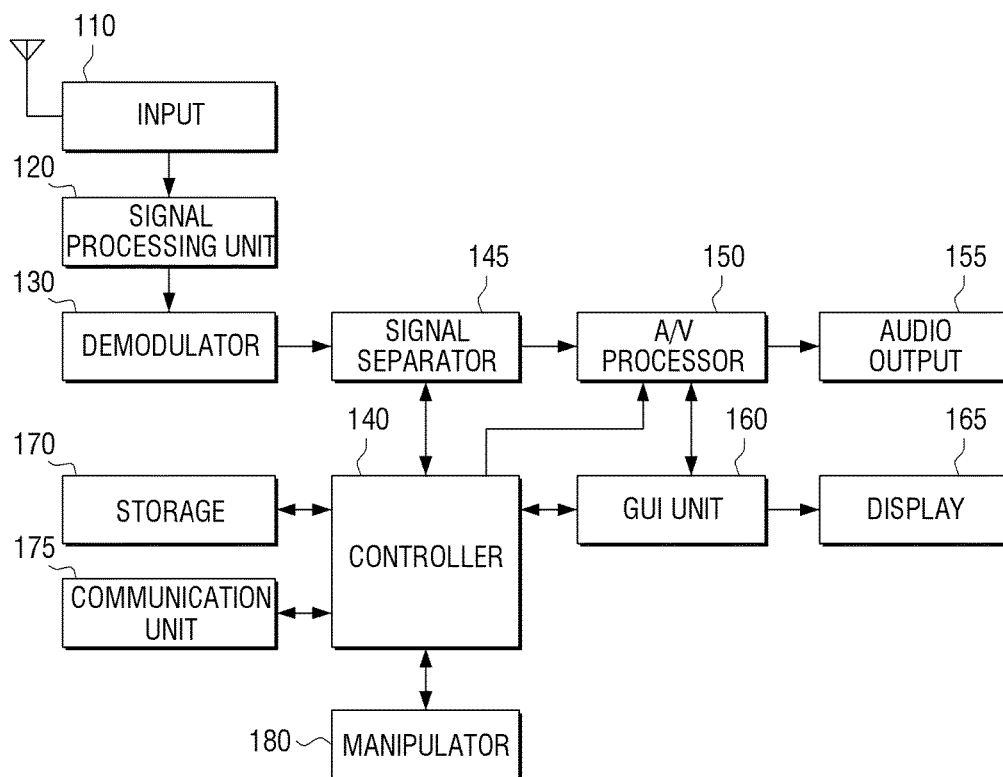 110
INPUT
120
SIGNAL
PROCESSING UNIT
130
DEMODULATOR
145
SIGNAL
SEPARATOR
150
A/V
PROCESSOR
155
AUDIO
OUTPUT
170
STORAGE
140
CONTROLLER
160
GUI UNIT
165
DISPLAY
175
COMMUNICATION
UNIT
180
MANIPULATOR